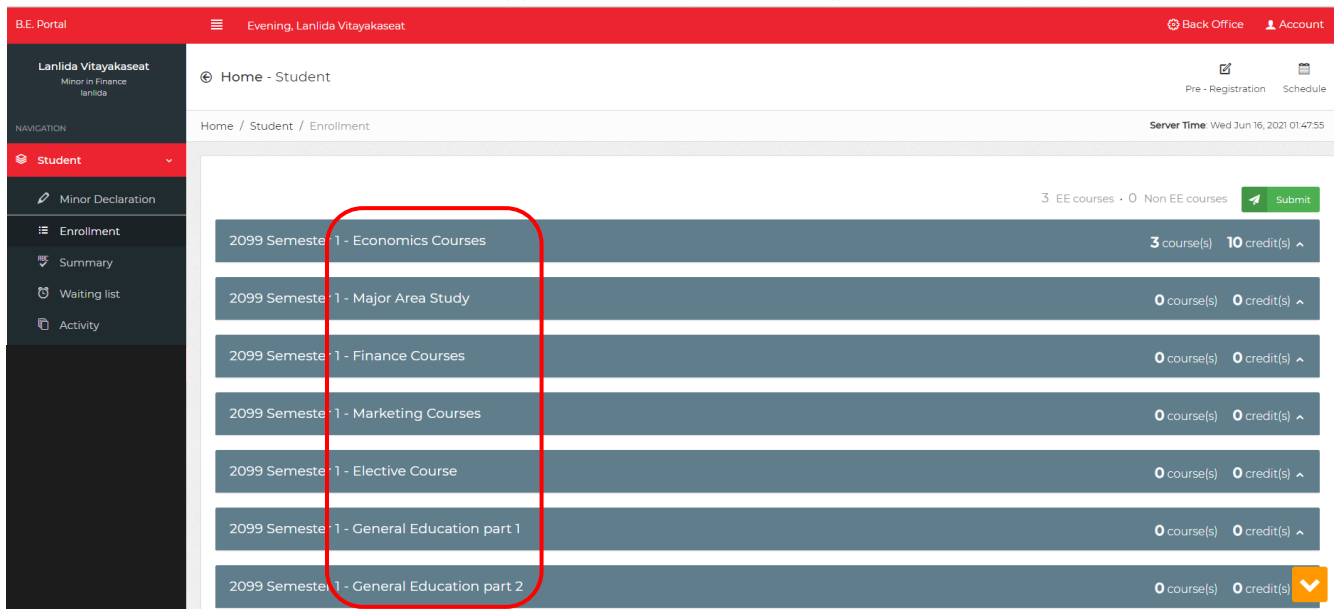 B.E. Portal
Evening, Lanlida Vitayakaseat
Back Office
Account
Lanlida Vitayakaseat
Minor in Finance
lanlida
Home - Student
Pre - Registration
Schedule
NAVIGATION
Home / Student / Enrollment
Server Time: Wed Jun 16, 2021 01:47:55
Student
Minor Declaration
Enrollment
Summary
Waiting list
Activity
3 EE courses • 0 Non EE courses
Submit
2099 Semester 1 - Economics Courses
3 course(s) 10 credit(s)
2099 Semester 1 - Major Area Study
0 course(s) 0 credit(s)
2099 Semester 1 - Finance Courses
0 course(s) 0 credit(s)
2099 Semester 1 - Marketing Courses
0 course(s) 0 credit(s)
2099 Semester 1 - Elective Course
0 course(s) 0 credit(s)
2099 Semester 1 - General Education part 1
0 course(s) 0 credit(s)
2099 Semester 1 - General Education part 2
0 course(s) 0 credit(s)